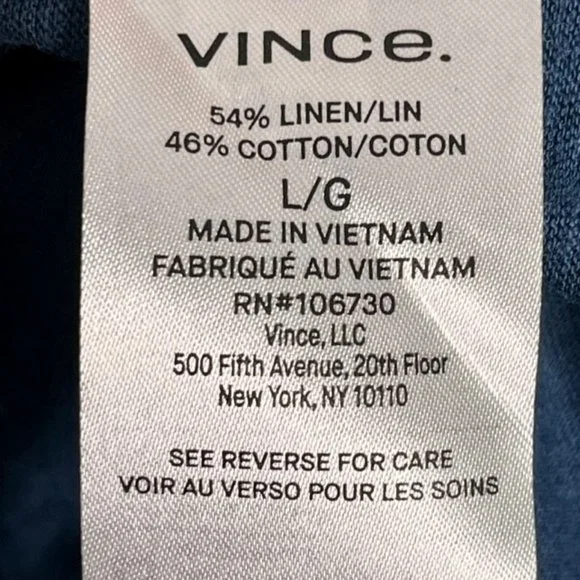 VINCe.
54% LINEN/LIN
46% COTTON/COTON
L/G
MADE IN VIETNAM
FABRIQUÉ AU VIETNAM
RN#106730
Vince, LLC
500 Fifth Avenue, 20th Floor
New York, NY 10110
SEE REVERSE FOR CARE
VOIR AU VERSO POUR LES SOINS